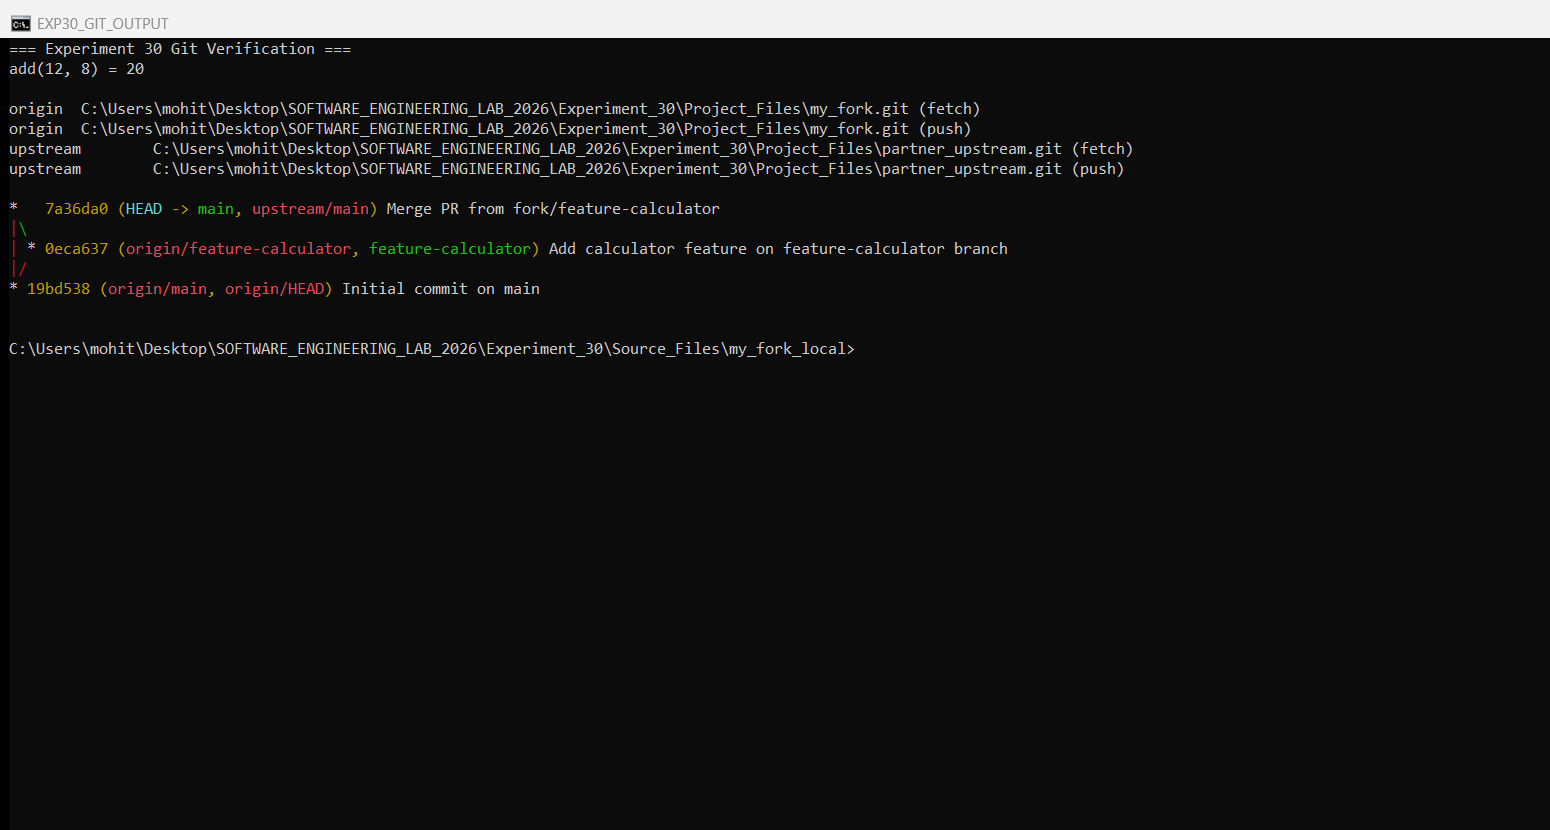 EXP30_GIT_OUTPUT
=== Experiment 30 Git Verification ===
add(12, 8) = 20
origin  C:\Users\mohit\Desktop\SOFTWARE_ENGINEERING_LAB_2026\Experiment_30\Project_Files\my_fork.git (fetch)
origin  C:\Users\mohit\Desktop\SOFTWARE_ENGINEERING_LAB_2026\Experiment_30\Project_Files\my_fork.git (push)
upstream        C:\Users\mohit\Desktop\SOFTWARE_ENGINEERING_LAB_2026\Experiment_30\Project_Files\partner_upstream.git (fetch)
upstream        C:\Users\mohit\Desktop\SOFTWARE_ENGINEERING_LAB_2026\Experiment_30\Project_Files\partner_upstream.git (push)
*   7a36da0 (HEAD -> main, upstream/main) Merge PR from fork/feature-calculator
|\
| * 0eca637 (origin/feature-calculator, feature-calculator) Add calculator feature on feature-calculator branch
|/
* 19bd538 (origin/main, origin/HEAD) Initial commit on main
C:\Users\mohit\Desktop\SOFTWARE_ENGINEERING_LAB_2026\Experiment_30\Source_Files\my_fork_local>